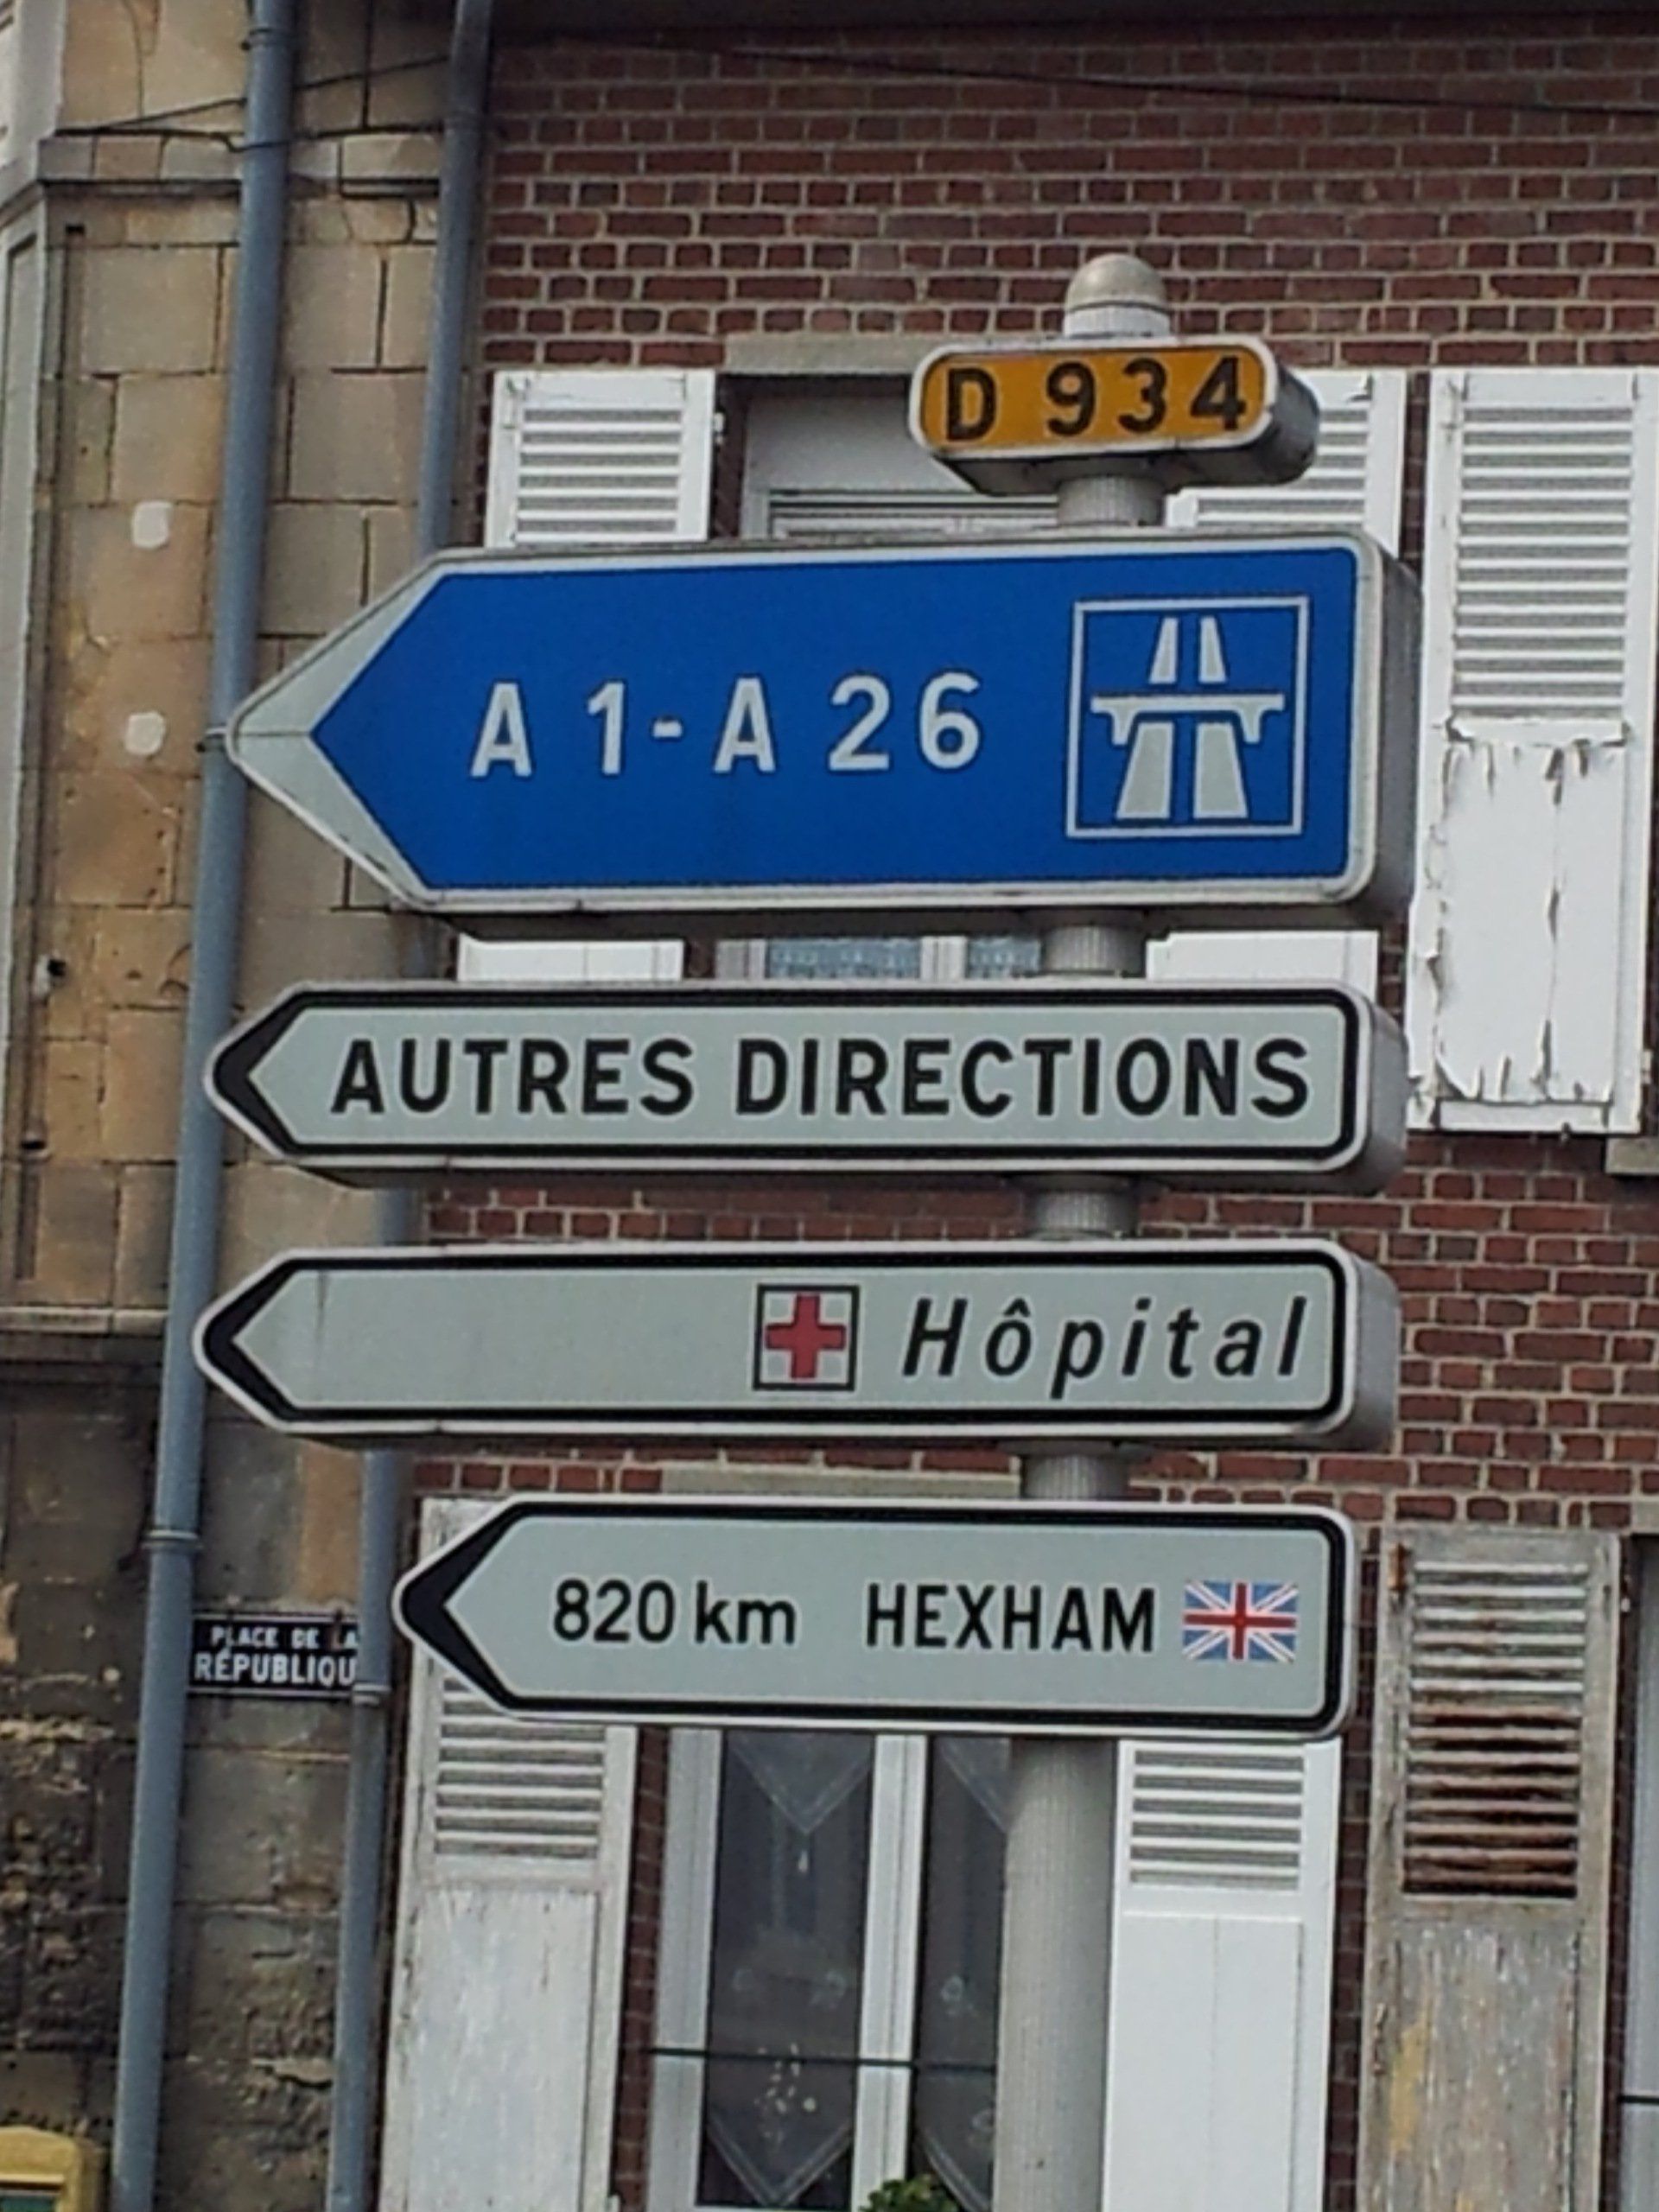 D 934
A 1-A 26
AUTRES DIRECTIONS
Hôpital
820 km HEXHAM
PLACE DE LA
RÉPUBLIQU